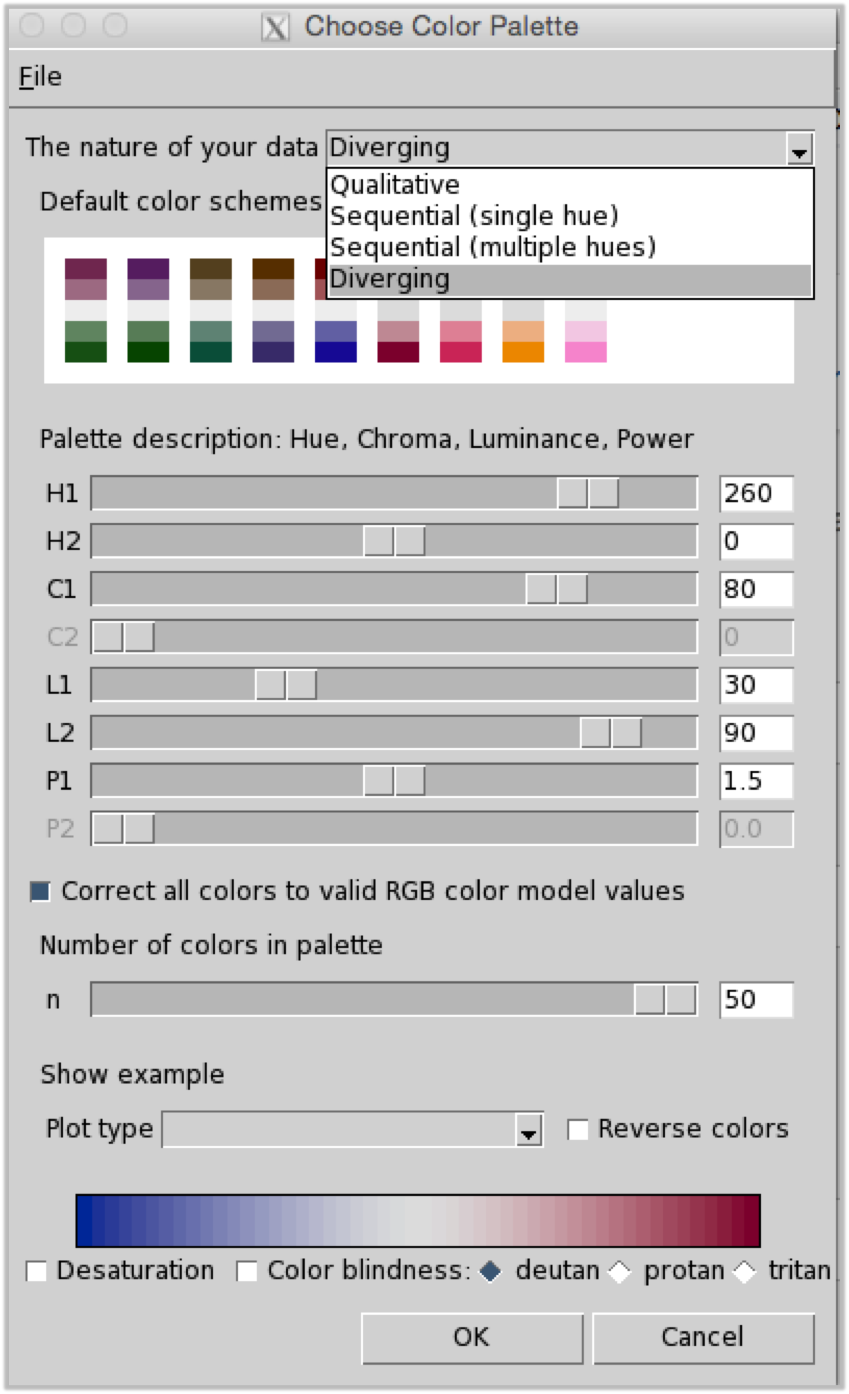 Choose Color Palette
File
The nature of your data Diverging
Qualitative
Default color schemes
Sequential (single hue)
Sequential (multiple hues)
Diverging
Palette description: Hue, Chroma, Luminance, Power
H1 260
H2 0
C1 80
C2 0
L1 30
L2 90
P1 1.5
P2 0.0
Correct all colors to valid RGB color model values
Number of colors in palette
n 50
Show example
Plot type Reverse colors
Desaturation Color blindness: deutan protan tritan
OK Cancel